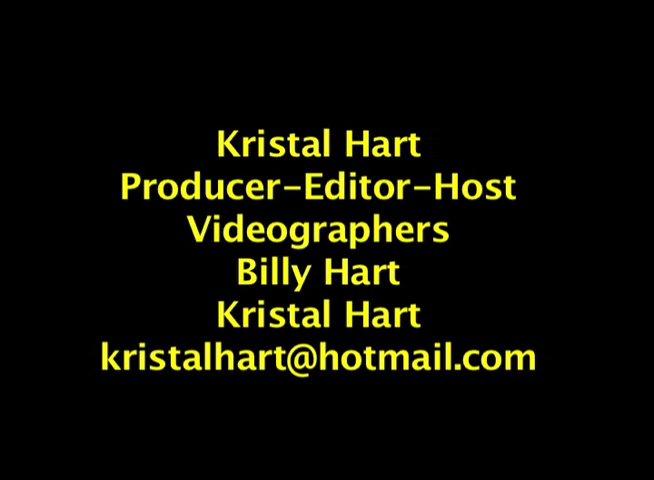 Kristal Hart
Producer-Editor-Host
Videographers
Billy Hart
Kristal Hart
kristalhart@hotmail.com